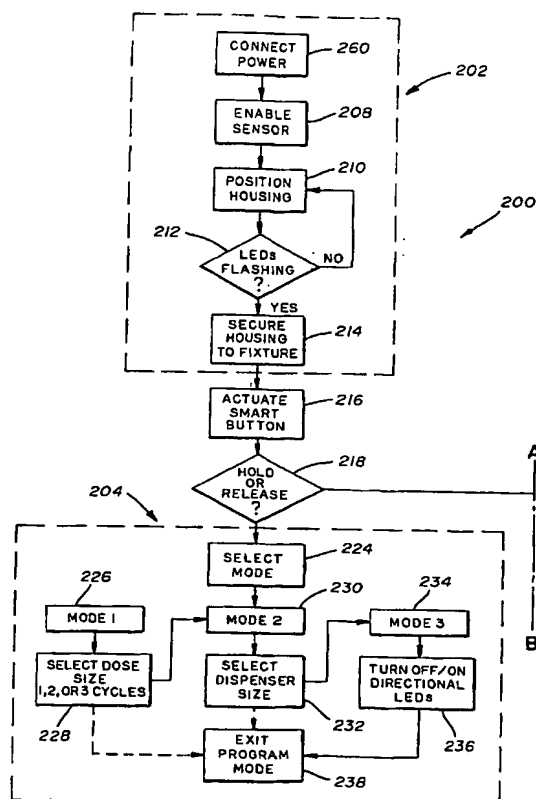 CONNECT
POWER
260
202
ENABLE
SENSOR
208
210
POSITION
HOUSING
200
212
LEDs
FLASHING
?
NO
YES
SECURE
HOUSING
TO FIXTURE
214
ACTUATE
SMART
BUTTON
216
218
HOLD
OR
RELEASE
?
A
204
SELECT
MODE
224
226
230
234
MODE 1
MODE 2
MODE 3
B
SELECT DOSE
SIZE
1,2, OR 3 CYCLES
SELECT
DISPENSER
SIZE
TURN OFF/ON
DIRECTIONAL
LEDs
228
232
236
EXIT
PROGRAM
MODE
238